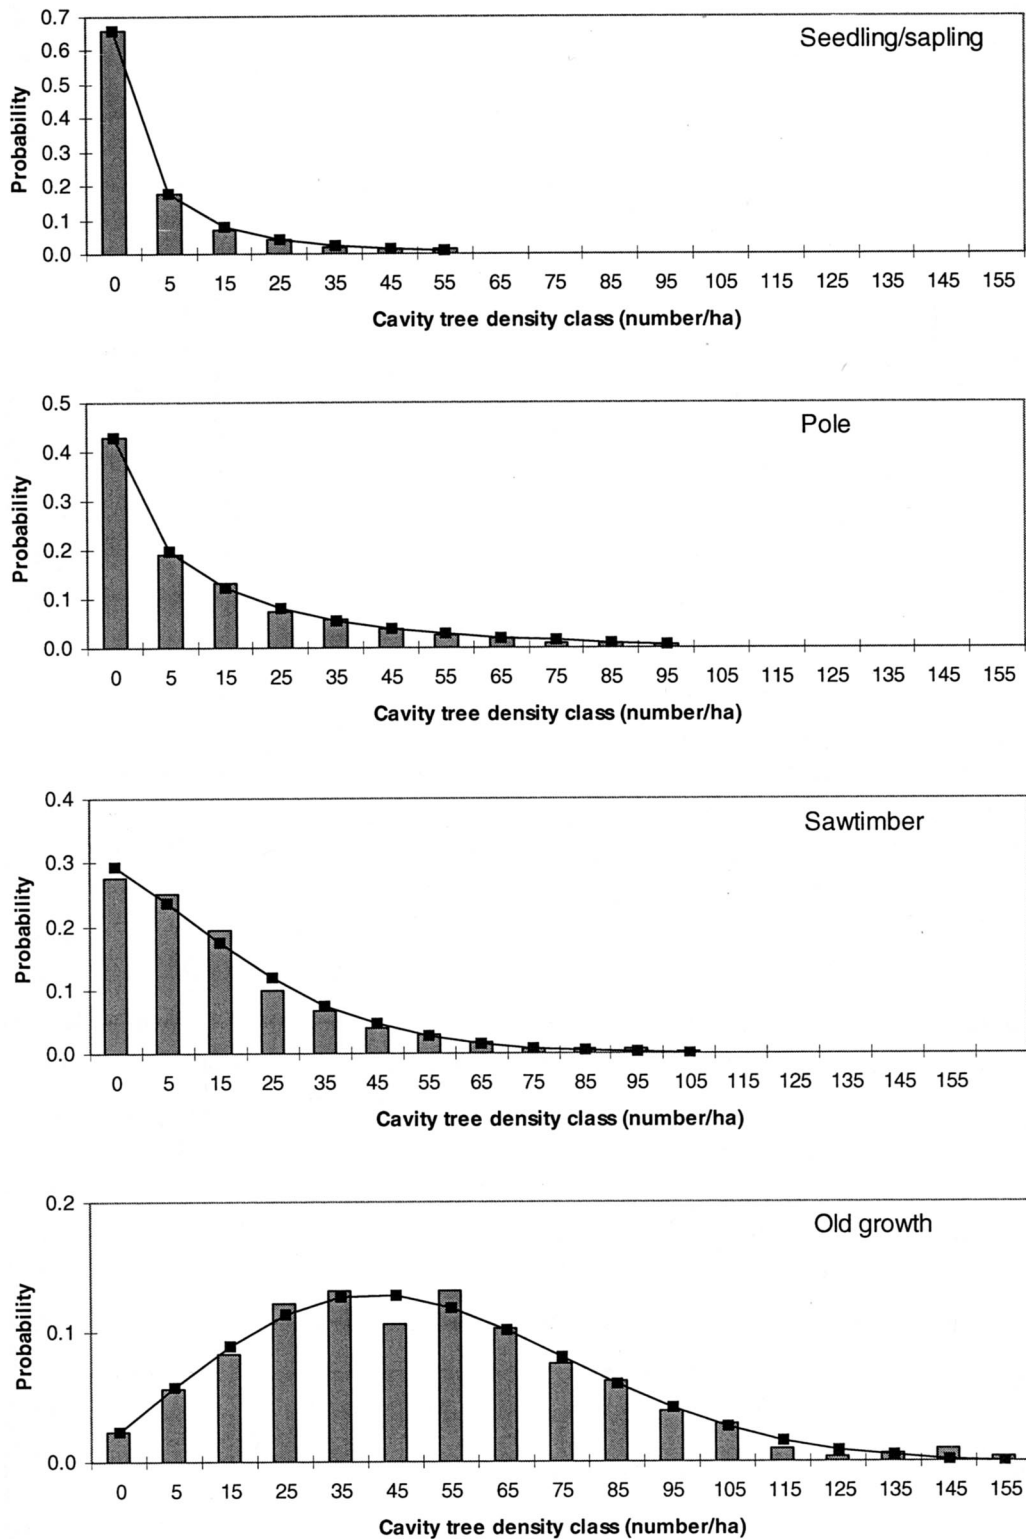 Seedling/sapling
Probability
0.7
0.6
0.5
0.4
0.3
0.2
0.1
0.0
0 5 15 25 35 45 55 65 75 85 95 105 115 125 135 145 155
Cavity tree density class (number/ha)
Pole
Probability
0.5
0.4
0.3
0.2
0.1
0.0
0 5 15 25 35 45 55 65 75 85 95 105 115 125 135 145 155
Cavity tree density class (number/ha)
Sawtimber
Probability
0.4
0.3
0.2
0.1
0.0
0 5 15 25 35 45 55 65 75 85 95 105 115 125 135 145 155
Cavity tree density class (number/ha)
Old growth
Probability
0.2
0.1
0.0
0 5 15 25 35 45 55 65 75 85 95 105 115 125 135 145 155
Cavity tree density class (number/ha)